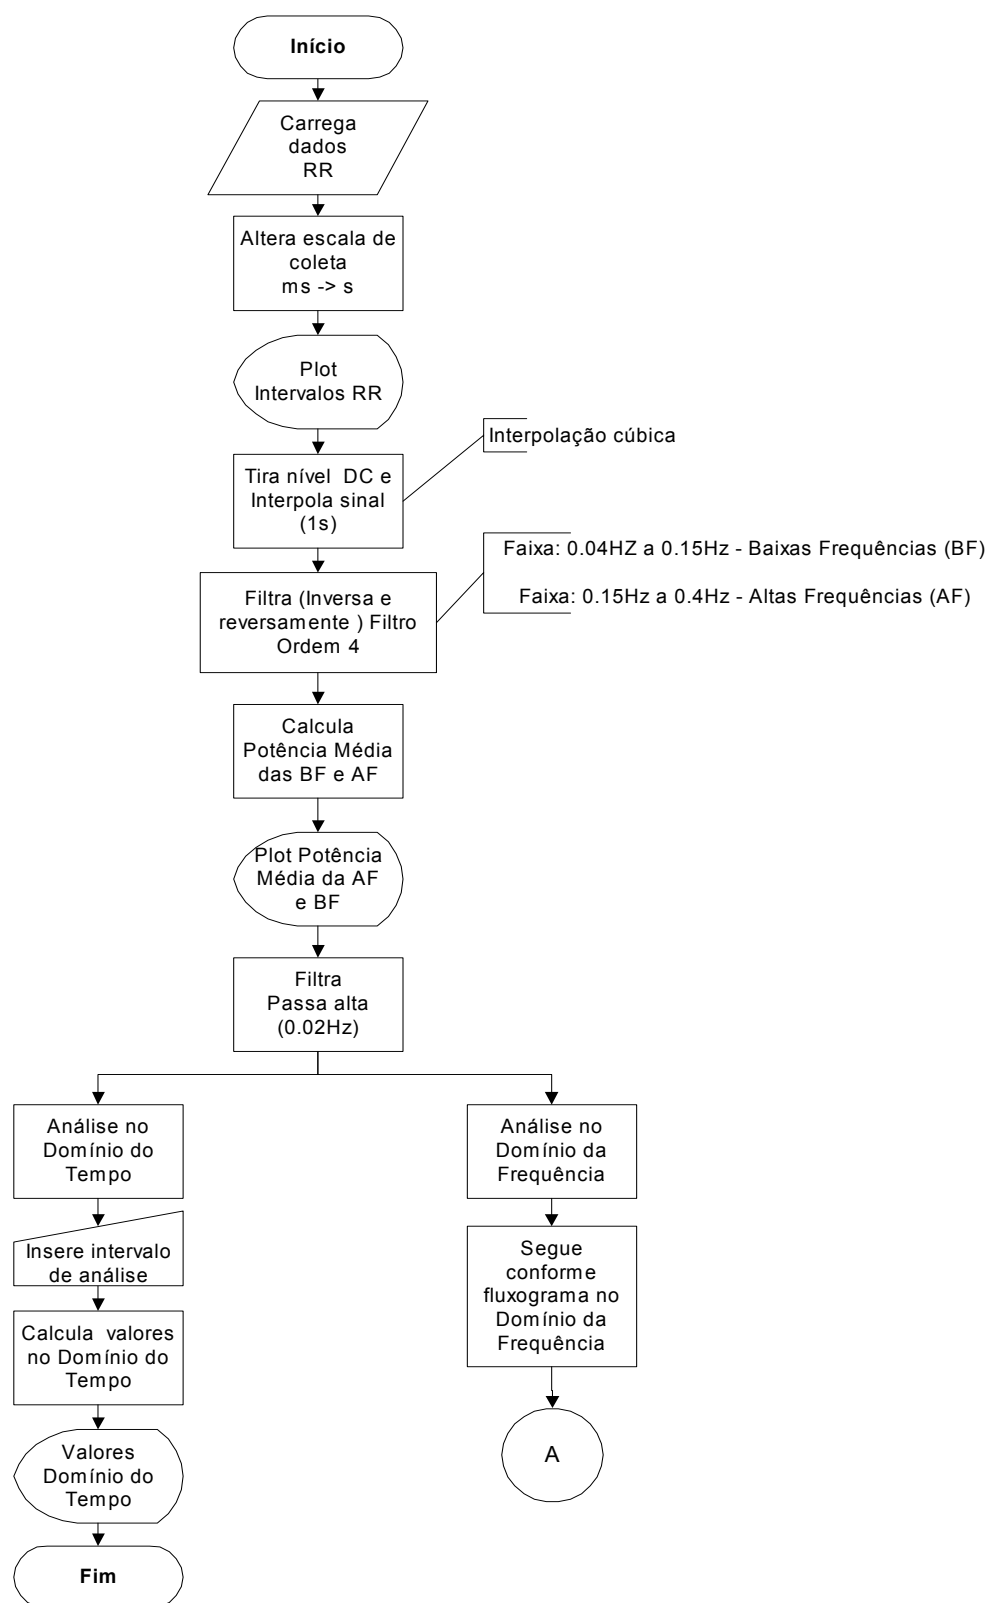 Início
Carrega
dados
RR
Altera escala de
coleta
ms -> s
Plot
Intervalos RR
Interpolação cúbica
Tira nível DC e
Interpola sinal
(1s)
Faixa: 0.04HZ a 0.15Hz - Baixas Frequências (BF)
Faixa: 0.15Hz a 0.4Hz - Altas Frequências (AF)
Filtra (Inversa e
reversamente ) Filtro
Ordem 4
Calcula
Potência Média
das BF e AF
Plot Potência
Média da AF
e BF
Filtra
Passa alta
(0.02Hz)
Análise no
Domínio do
Tempo
Insere intervalo
de análise
Calcula valores
no Domínio do
Tempo
Valores
Domínio do
Tempo
Fim
Análise no
Domínio da
Frequência
Segue
conforme
fluxograma no
Domínio da
Frequência
A